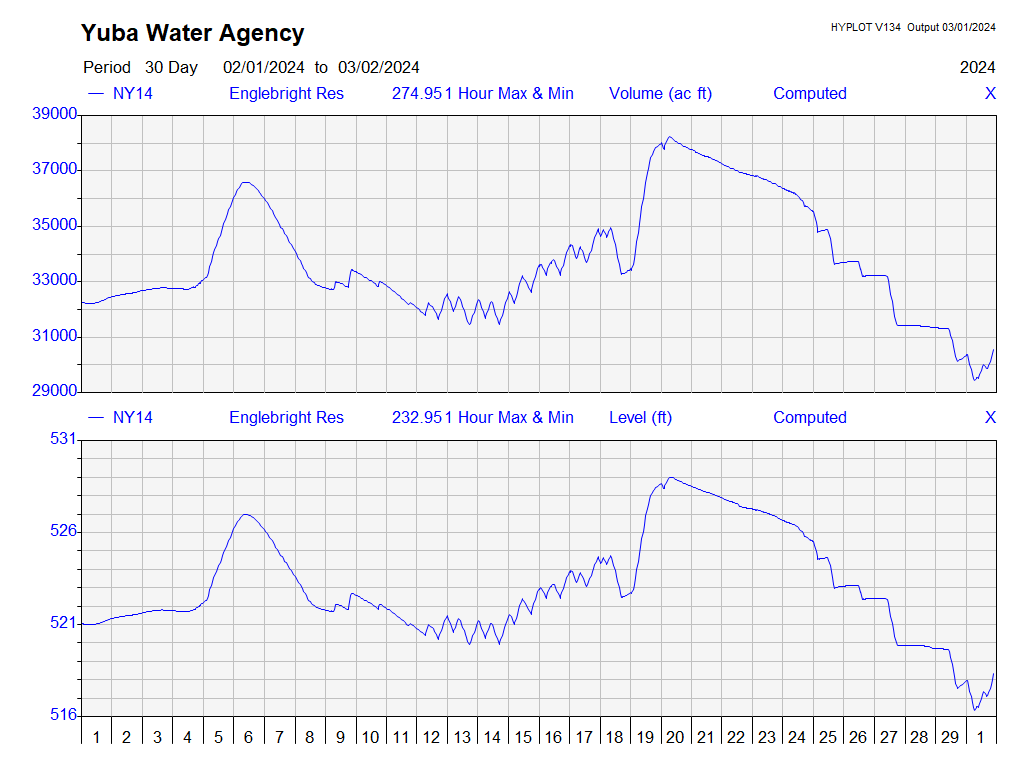 Yuba Water Agency
HYPLOT V134 Output 03/01/2024
Period 30 Day 02/01/2024 to 03/02/2024
2024
— NY14 Englebright Res 274.951 Hour Max & Min Volume (ac ft) Computed X
39000
37000
35000
33000
31000
29000
— NY14 Englebright Res 232.951 Hour Max & Min Level (ft) Computed X
531
526
521
516
1 2 3 4 5 6 7 8 9 10 11 12 13 14 15 16 17 18 19 20 21 22 23 24 25 26 27 28 29 1